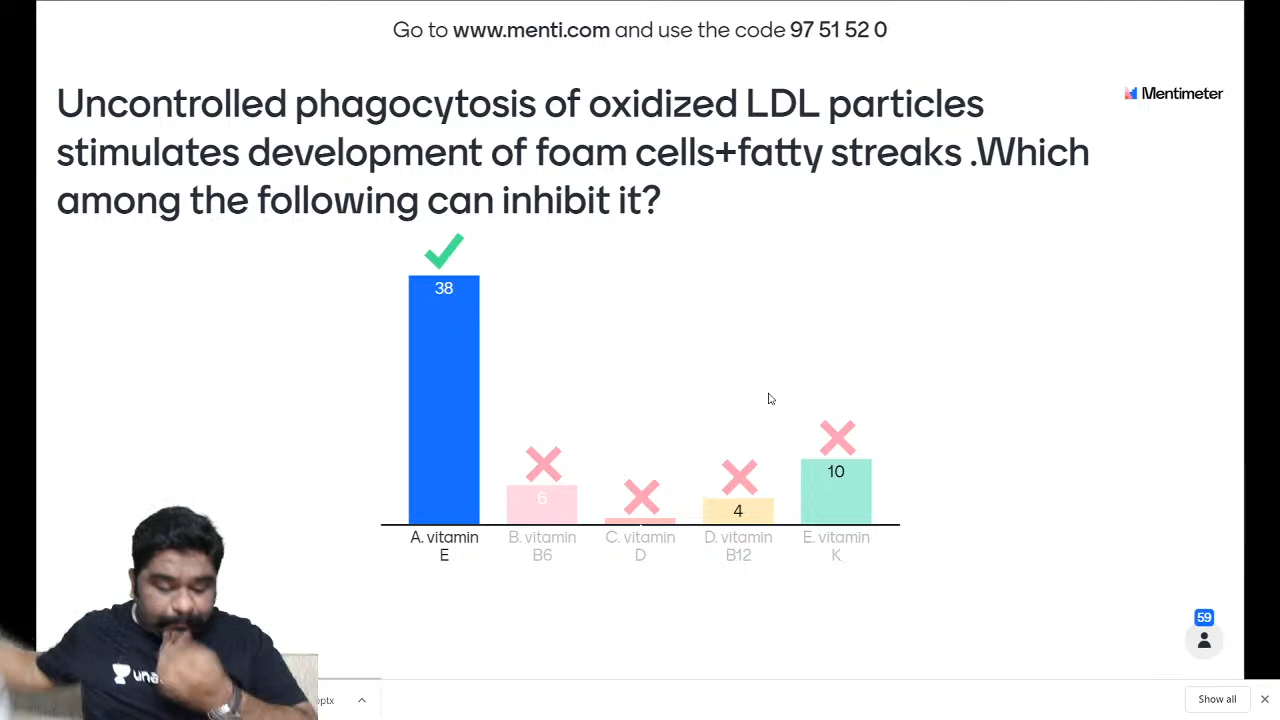 Go to www.menti.com and use the code 97 51 52 0
Uncontrolled phagocytosis of oxidized LDL particles
stimulates development of foam cells+fatty streaks .Which
among the following can inhibit it?
Mentimeter
38
6
4
10
A. vitamin
E
B. vitamin
B6
C. vitamin
D
D. vitamin
B12
E. vitamin
K
59
Show all